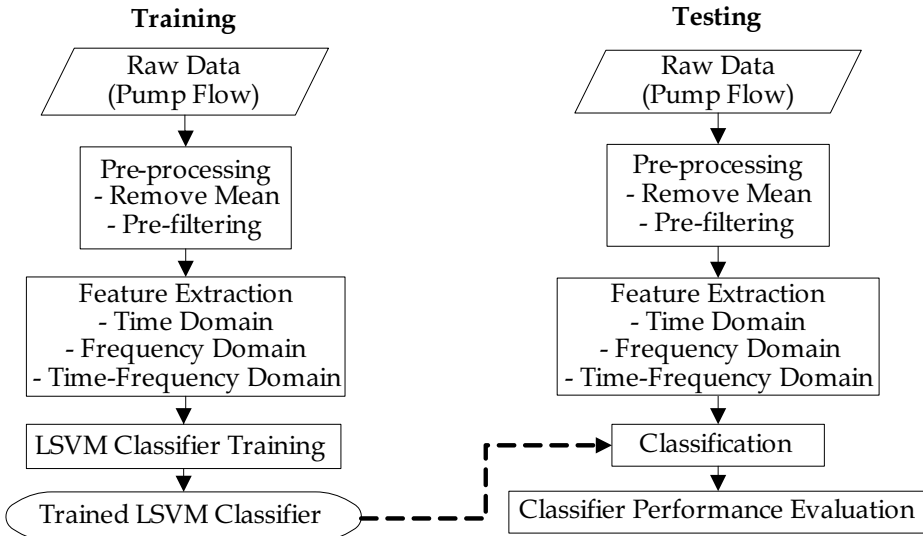 Training
Raw Data
(Pump Flow)
Pre-processing
- Remove Mean
- Pre-filtering
Feature Extraction
- Time Domain
- Frequency Domain
- Time-Frequency Domain
LSVM Classifier Training
Trained LSVM Classifier
Testing
Raw Data
(Pump Flow)
Pre-processing
- Remove Mean
- Pre-filtering
Feature Extraction
- Time Domain
- Frequency Domain
- Time-Frequency Domain
Classification
Classifier Performance Evaluation